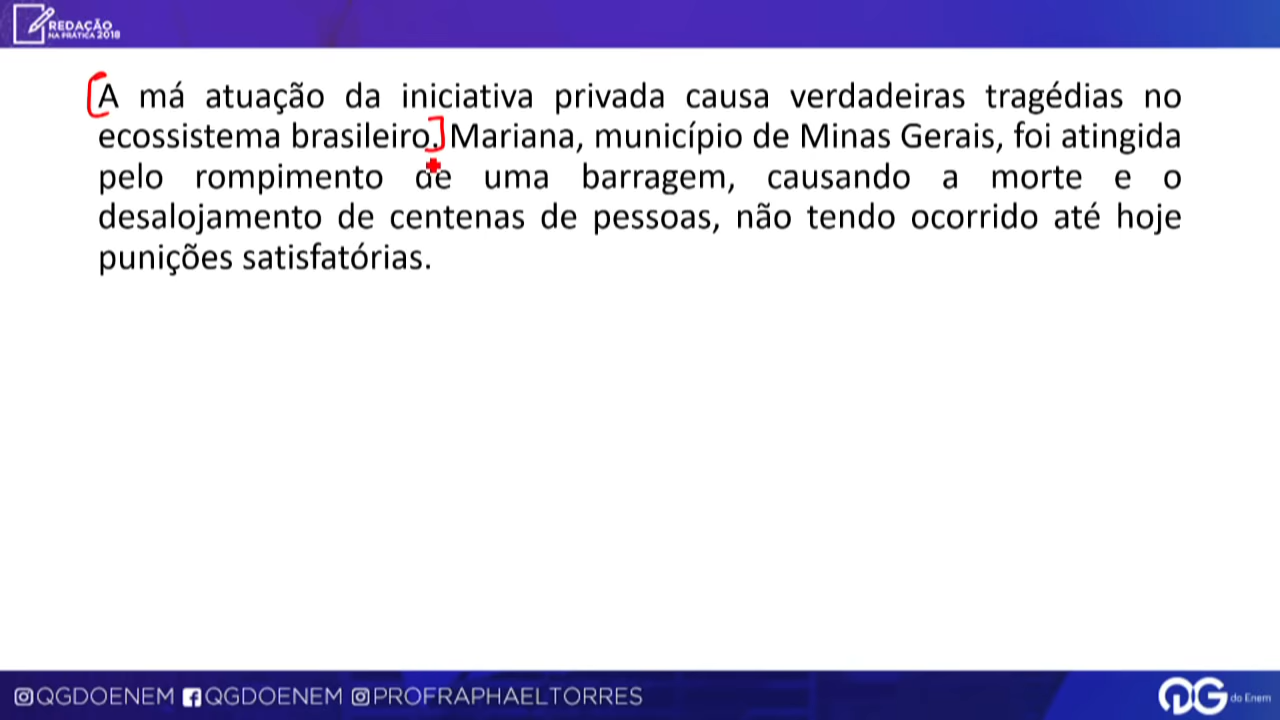 REDAÇÃO
NA PRÁTICA 2018
A má atuação da iniciativa privada causa verdadeiras tragédias no
ecossistema brasileiro. Mariana, município de Minas Gerais, foi atingida
pelo rompimento de uma barragem, causando a morte e o
desalojamento de centenas de pessoas, não tendo ocorrido até hoje
punições satisfatórias.
@QGDOENEM QGDOENEM @PROFRAPHAELTORRES
QG do Enem